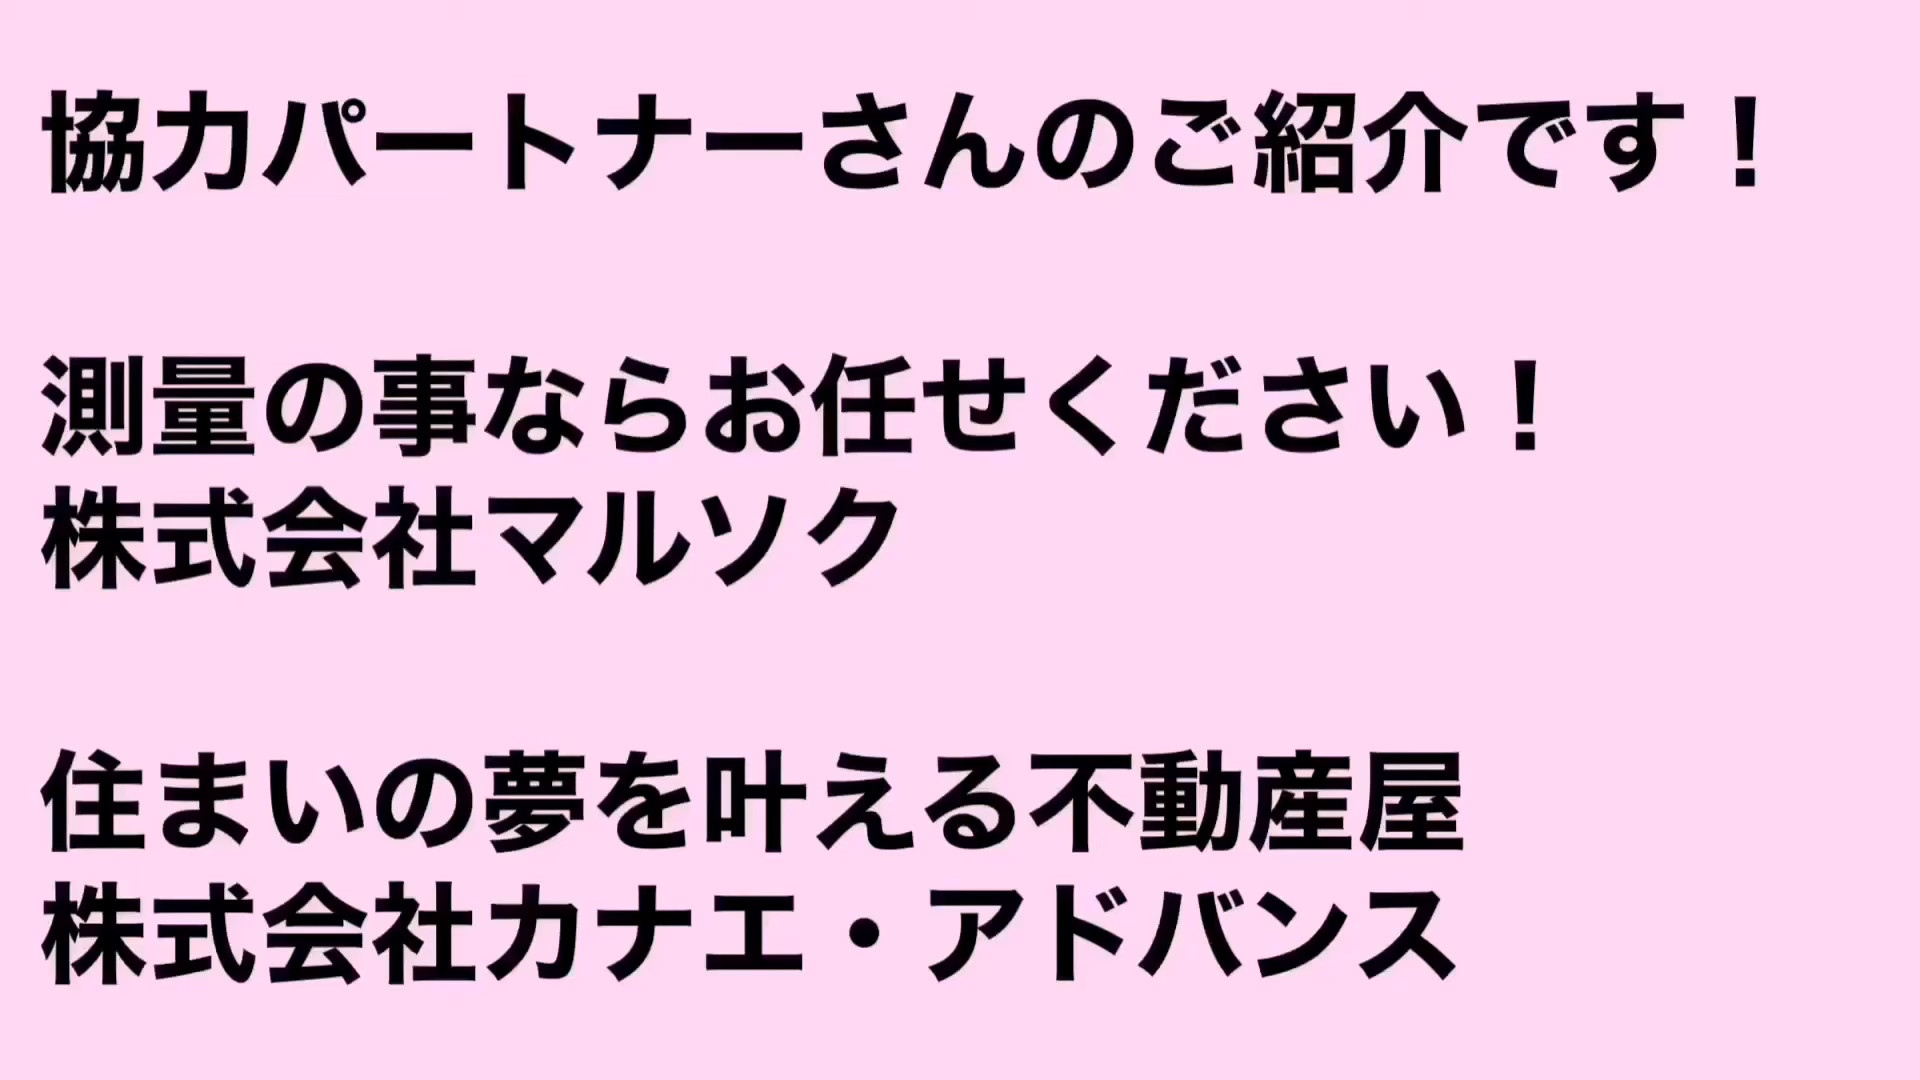 協力パートナーさんのご紹介です！
測量の事ならお任せください！
株式会社マルソク
住まいの夢を叶える不動産屋
株式会社カナエ・アドバンス